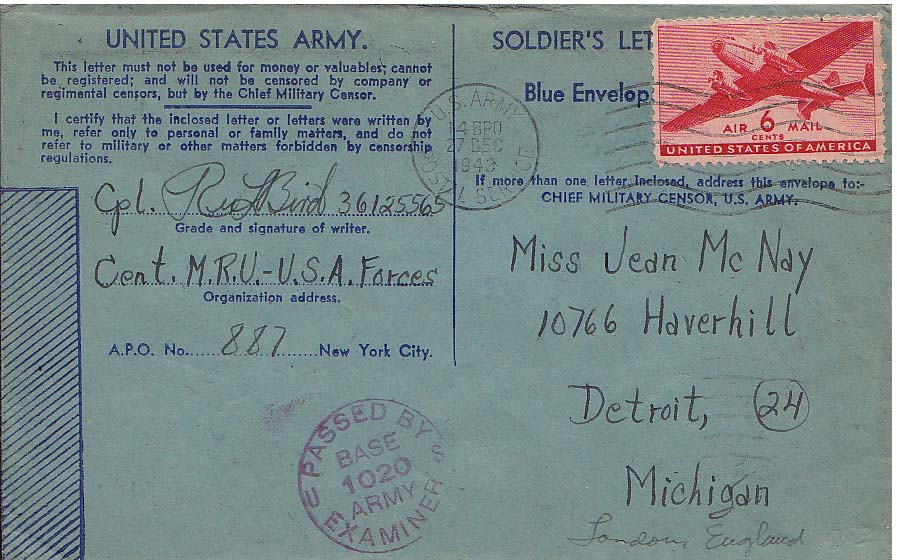 UNITED STATES ARMY.
This letter must not be used for money or valuables; cannot
be registered; and will not be censored by company or
regimental censors, but by the Chief Military Censor.
I certify that the inclosed letter or letters were written by
me, refer only to personal or family matters, and do not
refer to military or other matters forbidden by censorship
regulations.
Cpl. Bird 36125565
Grade and signature of writer.
Cent. M.R.U.-U.S.A. Forces
Organization address.
A.P.O. No. 887 New York City.
PASSED BY
BASE
1020
ARMY
EXAMINER
U S
SOLDIER'S LET
Blue Envelop
U.S. ARMY
14 BPO
27 DEC
1943
POSTAL
AIR 6 MAIL
CENTS
UNITED STATES OF AMERICA
If more than one letter inclosed, address this envelope to:-
CHIEF MILITARY CENSOR, U.S. ARMY.
Miss Jean McNay
10766 Haverhill
Detroit, 24
Michigan
London, England